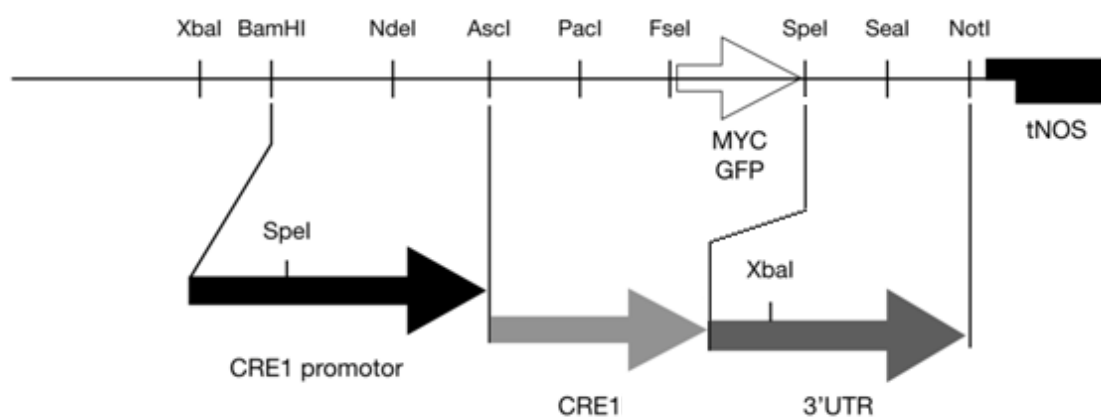 XbaI BamHI NdeI AscI PacI FseI SpeI SeaI NotI
MYC
GFP
tNOS
SpeI
XbaI
CRE1 promotor
CRE1
3'UTR